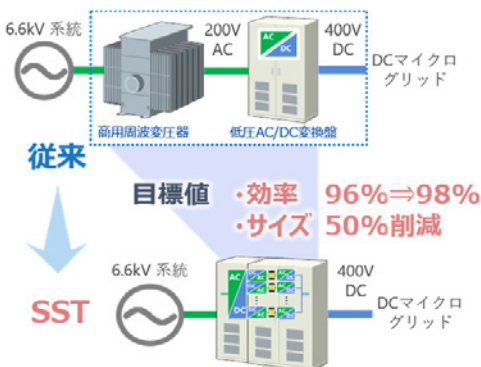 6.6kV 系統
200V
AC
400V
DC
AC
DC
DCマイクロ
グリッド
商用周波変圧器
低圧AC/DC変換盤
従来
目標値 ・効率 96%⇒98%
・サイズ 50%削減
6.6kV 系統
400V
DC
SST
AC
DC
DCマイクロ
グリッド